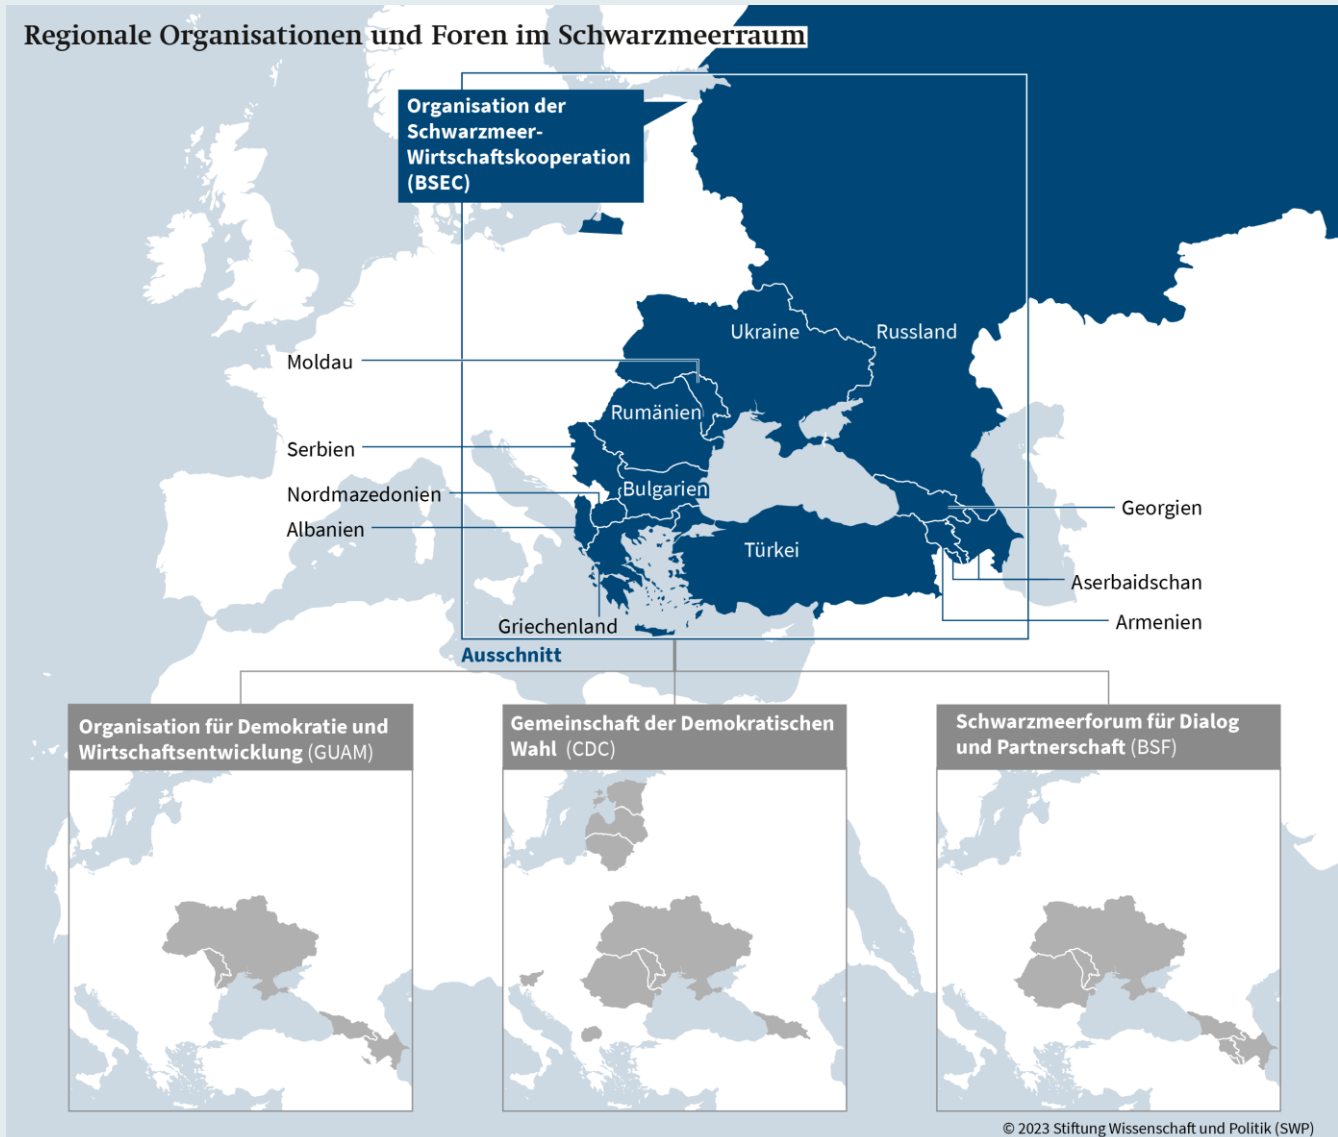 Regionale Organisationen und Foren im Schwarzmeerraum
Organisation der
Schwarzmeer-
Wirtschaftskooperation
(BSEC)
Ukraine
Russland
Moldau
Rumänien
Serbien
Bulgarien
Nordmazedonien
Albanien
Georgien
Türkei
Aserbaidschan
Armenien
Griechenland
Ausschnitt
Organisation für Demokratie und
Wirtschaftsentwicklung (GUAM)
Gemeinschaft der Demokratischen
Wahl (CDC)
Schwarzmeerforum für Dialog
und Partnerschaft (BSF)
© 2023 Stiftung Wissenschaft und Politik (SWP)